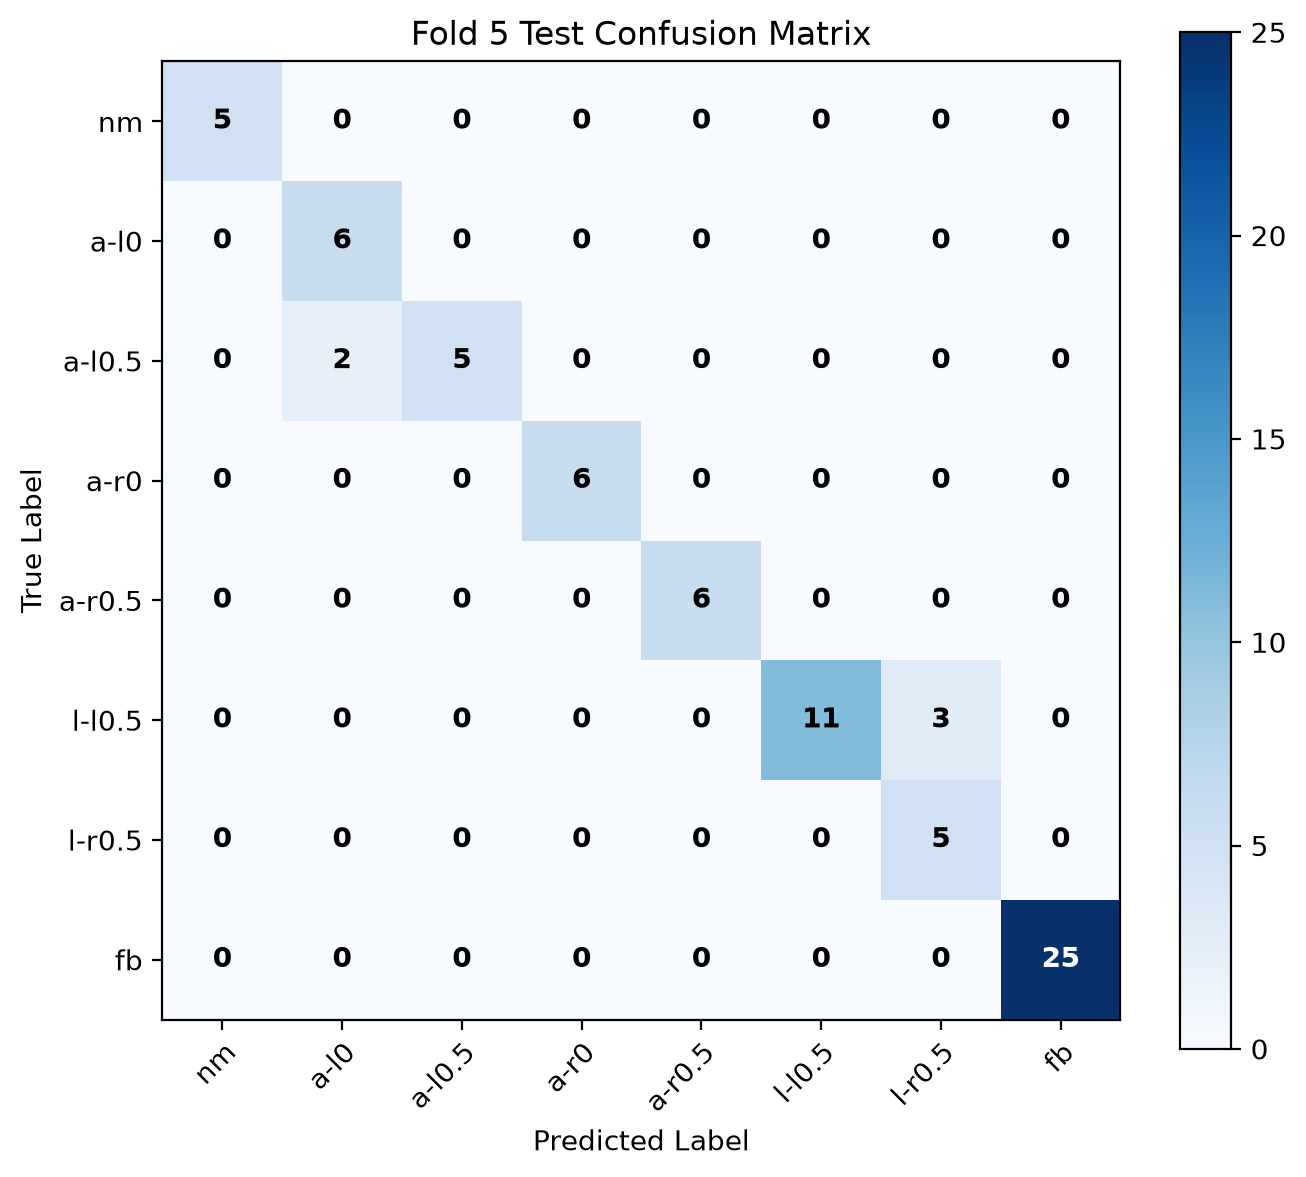 Fold 5 Test Confusion Matrix
25
20
15
10
5
0
True Label
nm 5 0 0 0 0 0 0 0
a-l0 0 6 0 0 0 0 0 0
a-l0.5 0 2 5 0 0 0 0 0
a-r0 0 0 0 6 0 0 0 0
a-r0.5 0 0 0 0 6 0 0 0
l-l0.5 0 0 0 0 0 11 3 0
l-r0.5 0 0 0 0 0 0 5 0
fb 0 0 0 0 0 0 0 25
nm a-l0 a-l0.5 a-r0 a-r0.5 l-l0.5 l-r0.5 fb
Predicted Label